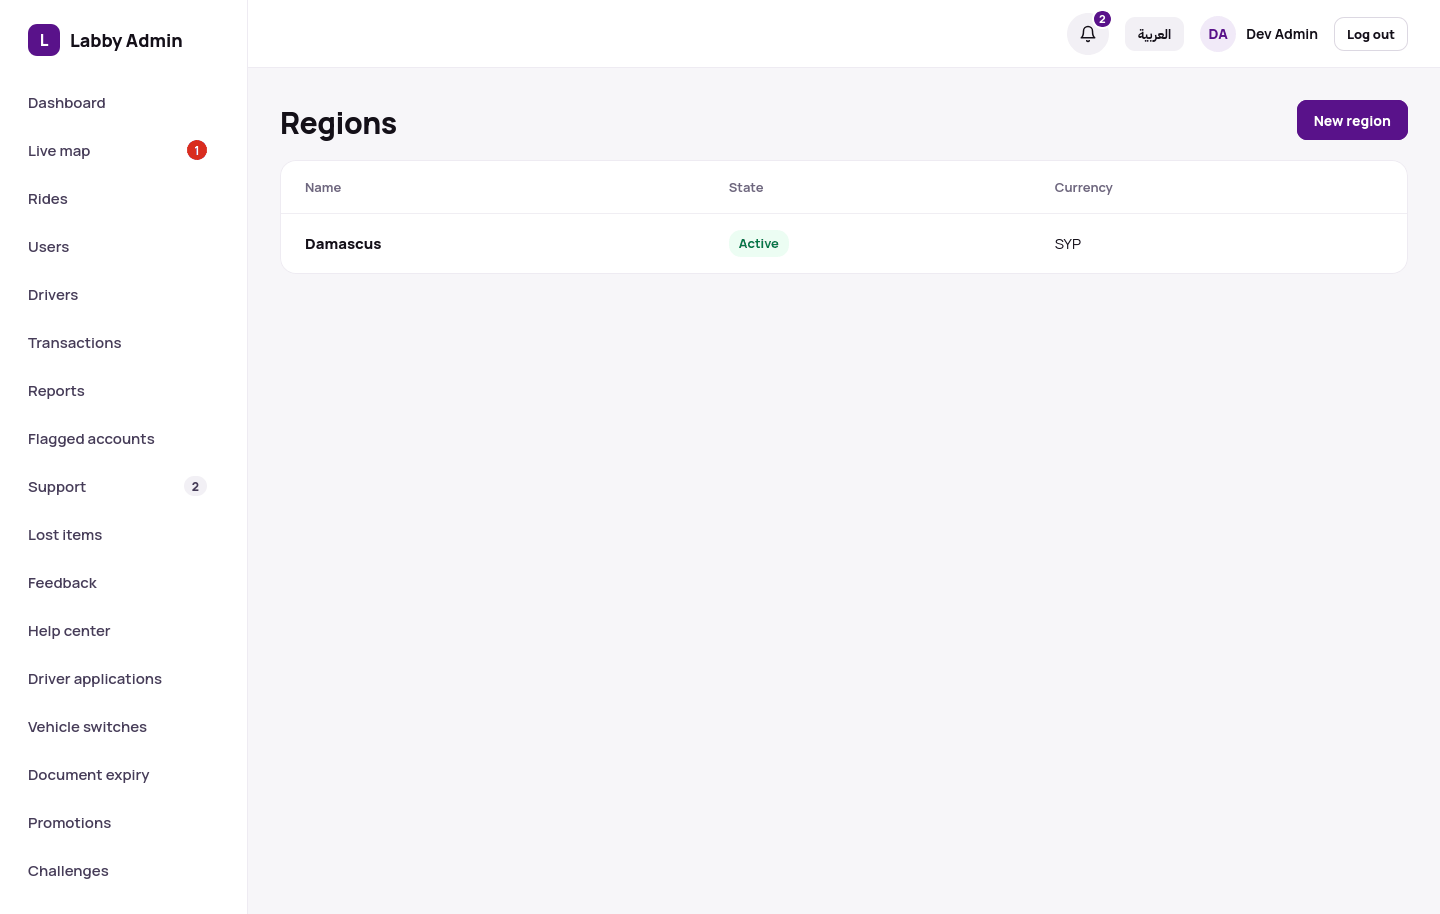 L Labby Admin
2
العربية
DA Dev Admin
Log out
Dashboard
Live map 1
Rides
Users
Drivers
Transactions
Reports
Flagged accounts
Support 2
Lost items
Feedback
Help center
Driver applications
Vehicle switches
Document expiry
Promotions
Challenges
Regions
New region
Name State Currency
Damascus Active SYP